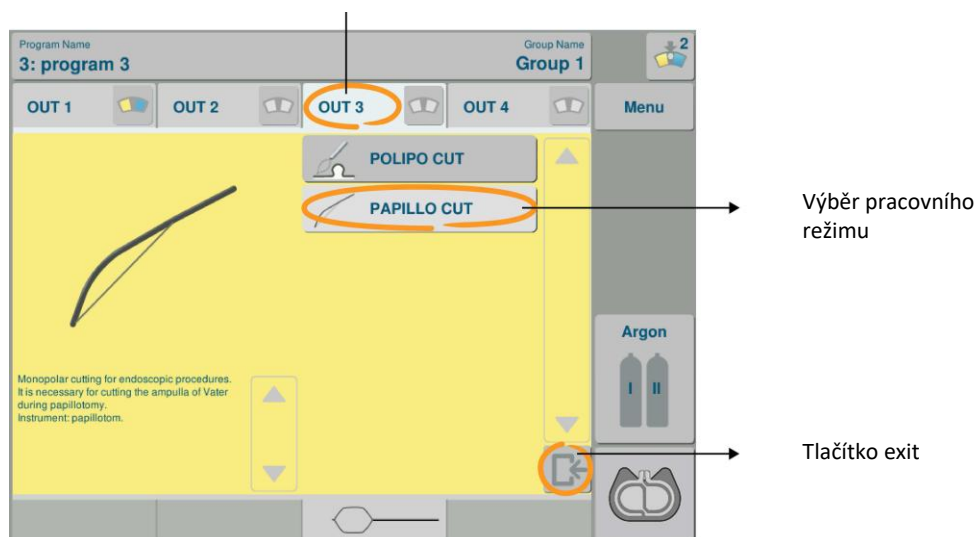 Program Name
3: program 3
Group Name
Group 1
2
OUT 1
OUT 2
OUT 3
OUT 4
Menu
POLIPO CUT
PAPILLO CUT
Výběr pracovního
režimu
Argon
I II
Monopolar cutting for endoscopic procedures.
It is necessary for cutting the ampulla of Vater
during papillotomy.
Instrument: papillotom.
Tlačítko exit